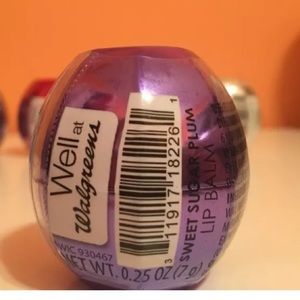 Well at
Walgreens
WIC 930467
NET WT. 0.25 OZ (7 g)
3 11917 18226 1
SWEET SUGAR PLUM
LIP BALM